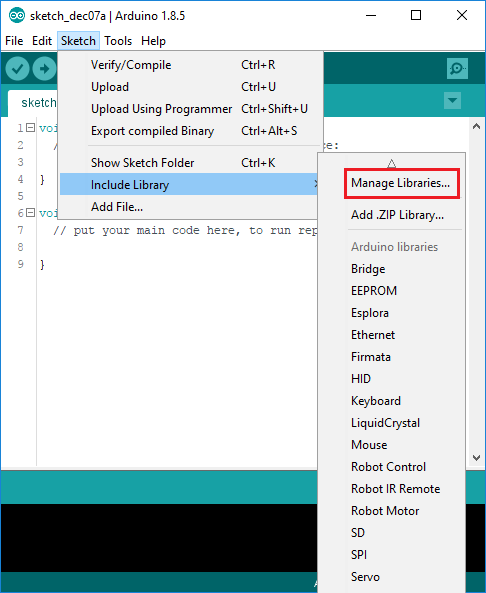 sketch_dec07a | Arduino 1.8.5
File Edit Sketch Tools Help
Verify/Compile Ctrl+R
Upload Ctrl+U
Upload Using Programmer Ctrl+Shift+U
Export compiled Binary Ctrl+Alt+S
Show Sketch Folder Ctrl+K
Include Library
Add File...
Manage Libraries...
Add .ZIP Library...
Arduino libraries
Bridge
EEPROM
Esplora
Ethernet
Firmata
HID
Keyboard
LiquidCrystal
Mouse
Robot Control
Robot IR Remote
Robot Motor
SD
SPI
Servo
sketch
1 vo
2 / e:
3
4 }
5
6 vo
7 // put your main code here, to run rep
8
9 }